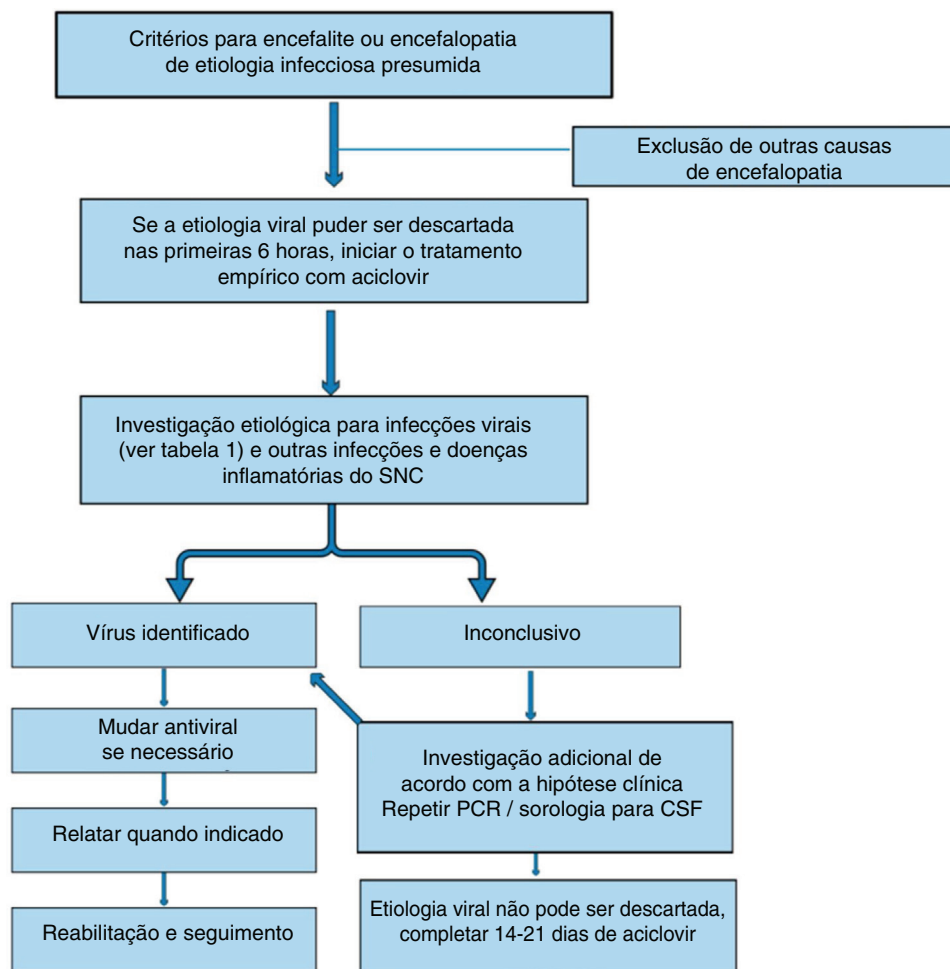 Critérios para encefalite ou encefalopatia
de etiologia infecciosa presumida
Exclusão de outras causas
de encefalopatia
Se a etiologia viral puder ser descartada
nas primeiras 6 horas, iniciar o tratamento
empírico com aciclovir
Investigação etiológica para infecções virais
(ver tabela 1) e outras infecções e doenças
inflamatórias do SNC
Vírus identificado
Inconclusivo
Mudar antiviral
se necessário
Investigação adicional de
acordo com a hipótese clínica
Repetir PCR / sorologia para CSF
Relatar quando indicado
Etiologia viral não pode ser descartada,
completar 14-21 dias de aciclovir
Reabilitação e seguimento